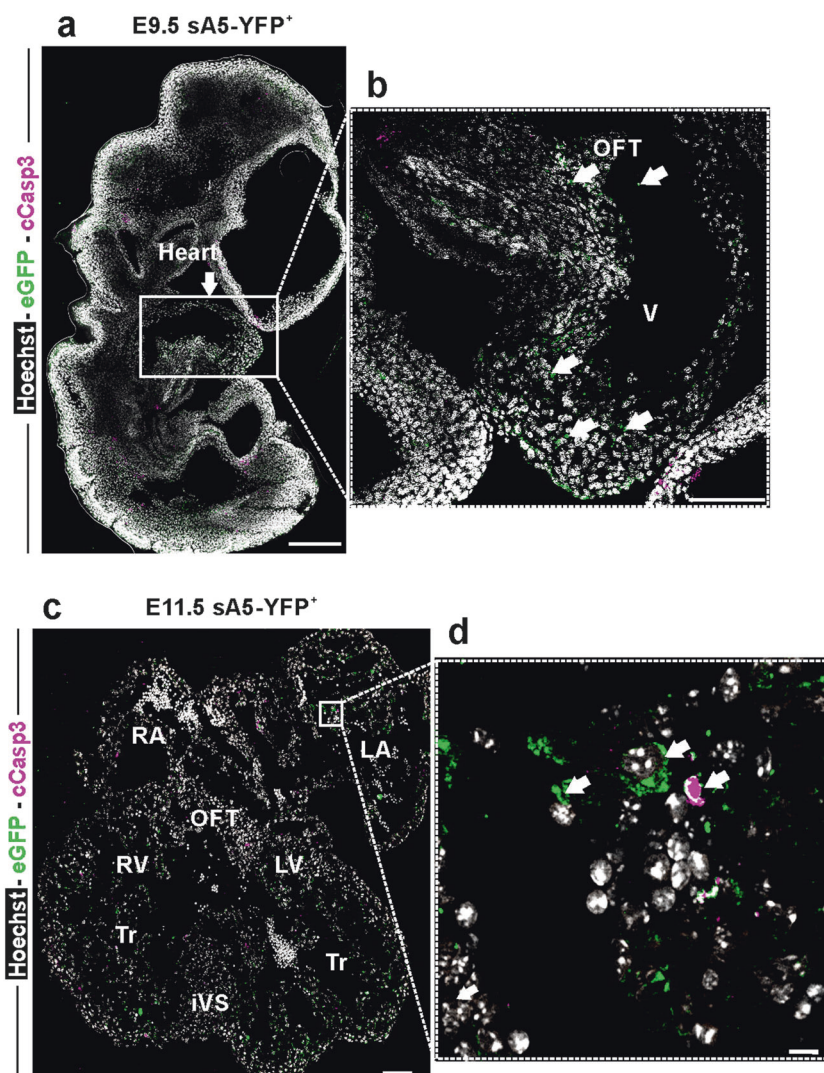 a
E9.5 sA5-YFP⁺
Hoechst - eGFP - cCasp3
Heart
b
OFT
V
c
E11.5 sA5-YFP⁺
Hoechst - eGFP - cCasp3
RA
LA
OFT
RV
LV
Tr
Tr
iVS
d